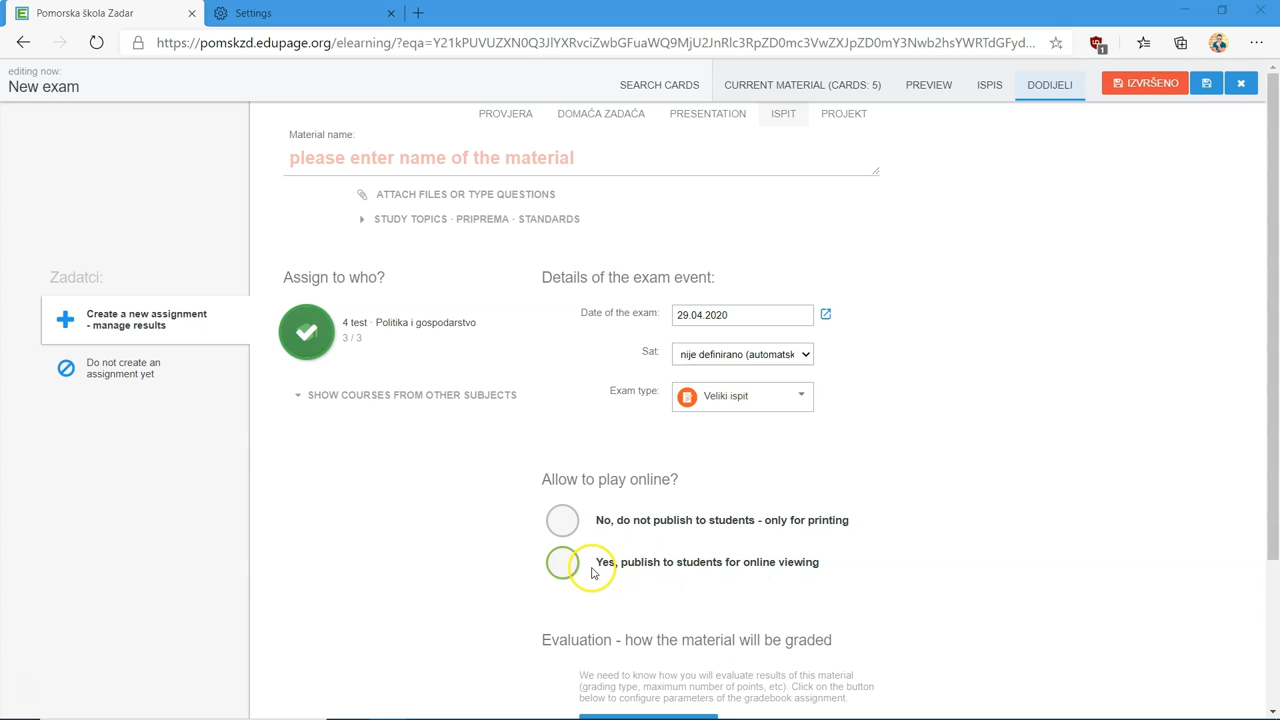 Pomorska škola Zadar
Settings
https://pomskzd.edupage.org/elearning/?eqa=Y21kPUVUZXN0Q3JlYXRvciZwbGFuaWQ9MjU2JnRlc3RpZD0mc3VwZXJpZD0mY3Nwb2hsYWRTdGFyd...
1
editing now:
New exam
SEARCH CARDS
CURRENT MATERIAL (CARDS: 5)
PREVIEW
ISPIS
DODIJELI
IZVRŠENO
PROVJERA
DOMAĆA ZADAĆA
PRESENTATION
ISPIT
PROJEKT
Material name:
please enter name of the material
ATTACH FILES OR TYPE QUESTIONS
STUDY TOPICS · PRIPREMA · STANDARDS
Zadatci:
Create a new assignment
- manage results
Do not create an
assignment yet
Assign to who?
4 test · Politika i gospodarstvo
3 / 3
SHOW COURSES FROM OTHER SUBJECTS
Details of the exam event:
Date of the exam:
29.04.2020
Sat:
nije definirano (automatsk
Exam type:
Veliki ispit
Allow to play online?
No, do not publish to students - only for printing
Yes, publish to students for online viewing
Evaluation - how the material will be graded
We need to know how you will evaluate results of this material
(grading type, maximum number of points, etc). Click on the button
below to configure parameters of the gradebook assignment.